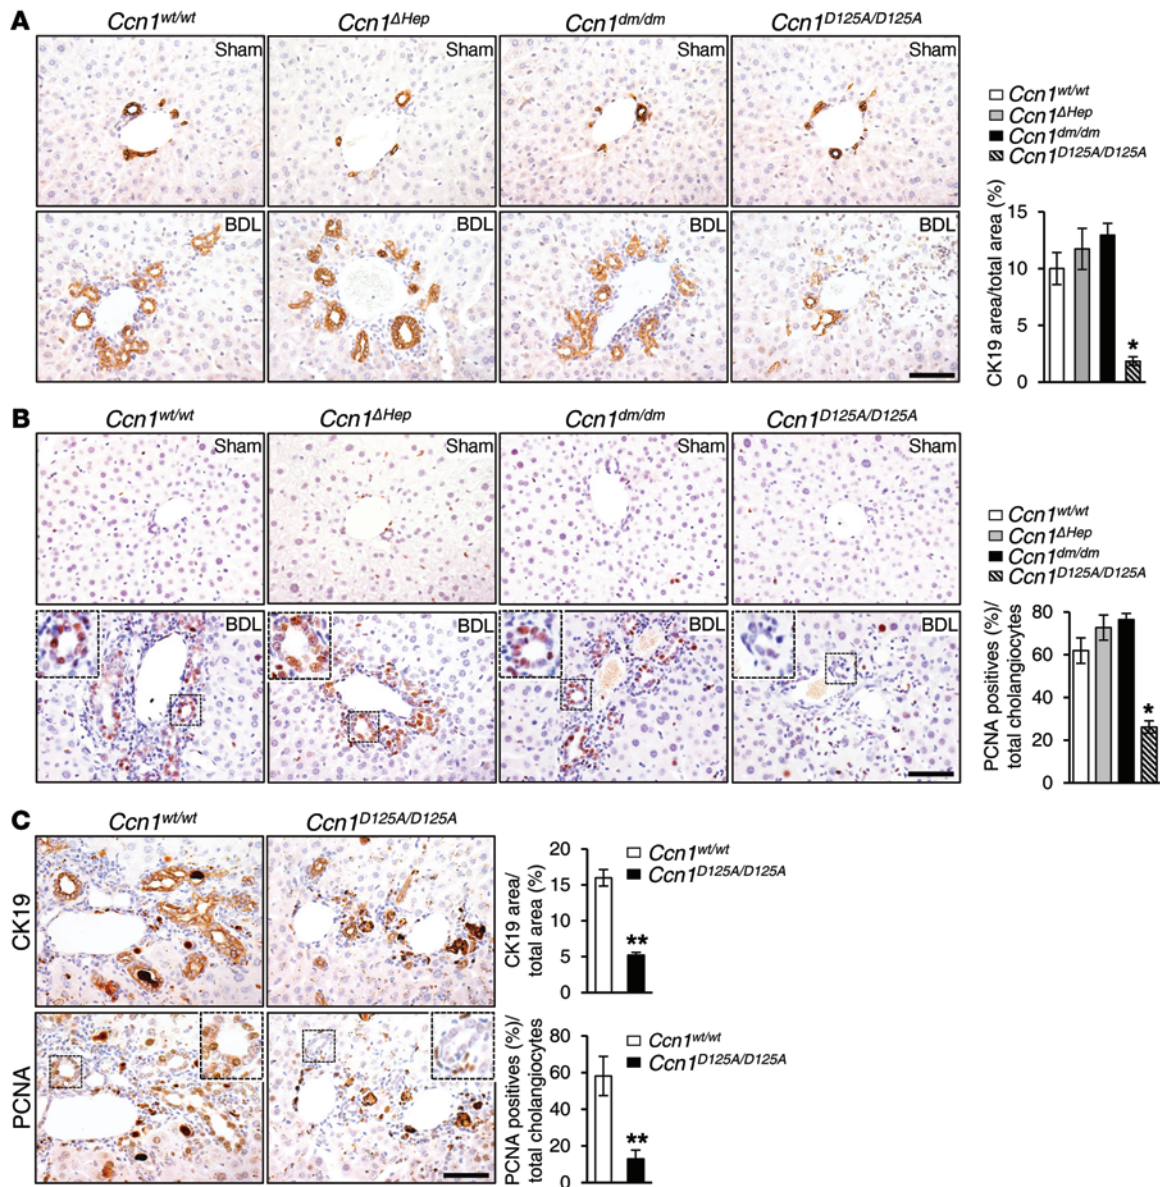 A
Ccn1wt/wt Ccn1ΔHep Ccn1dm/dm Ccn1D125A/D125A
Sham Sham Sham Sham
BDL BDL BDL BDL
Ccn1wt/wt
Ccn1ΔHep
Ccn1dm/dm
Ccn1D125A/D125A
CK19 area/total area (%)
15
10
5
0
*
B
Ccn1wt/wt Ccn1ΔHep Ccn1dm/dm Ccn1D125A/D125A
Sham Sham Sham Sham
BDL BDL BDL BDL
Ccn1wt/wt
Ccn1ΔHep
Ccn1dm/dm
Ccn1D125A/D125A
PCNA positives (%)/
total cholangiocytes
80
60
40
20
0
*
C
Ccn1wt/wt Ccn1D125A/D125A
CK19
PCNA
CK19 area/
total area (%)
20
15
10
5
0
Ccn1wt/wt
Ccn1D125A/D125A
**
PCNA positives (%)/
total cholangiocytes
80
60
40
20
0
Ccn1wt/wt
Ccn1D125A/D125A
**